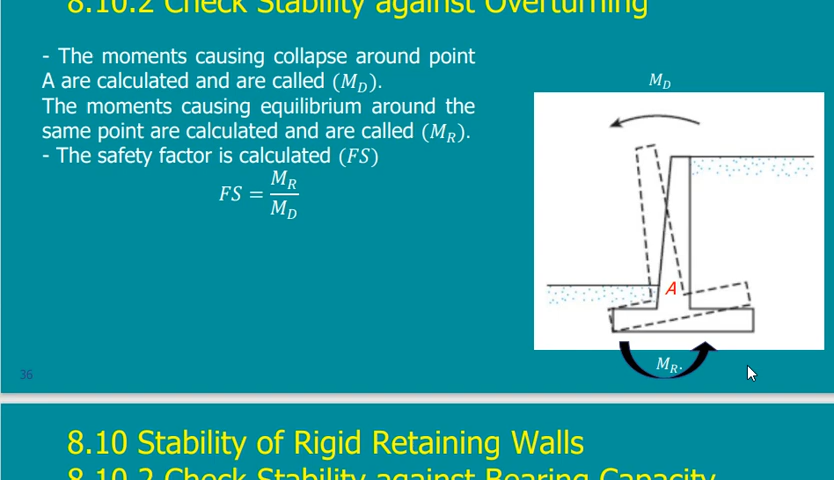 8.10.2 Check Stability against Overturning
- The moments causing collapse around point
A are calculated and are called (M_D).
The moments causing equilibrium around the
same point are calculated and are called (M_R).
- The safety factor is calculated (FS)
FS = M_R / M_D
M_D
A
M_R.
36
8.10 Stability of Rigid Retaining Walls
8.10.2 Check Stability against Bearing Capacity